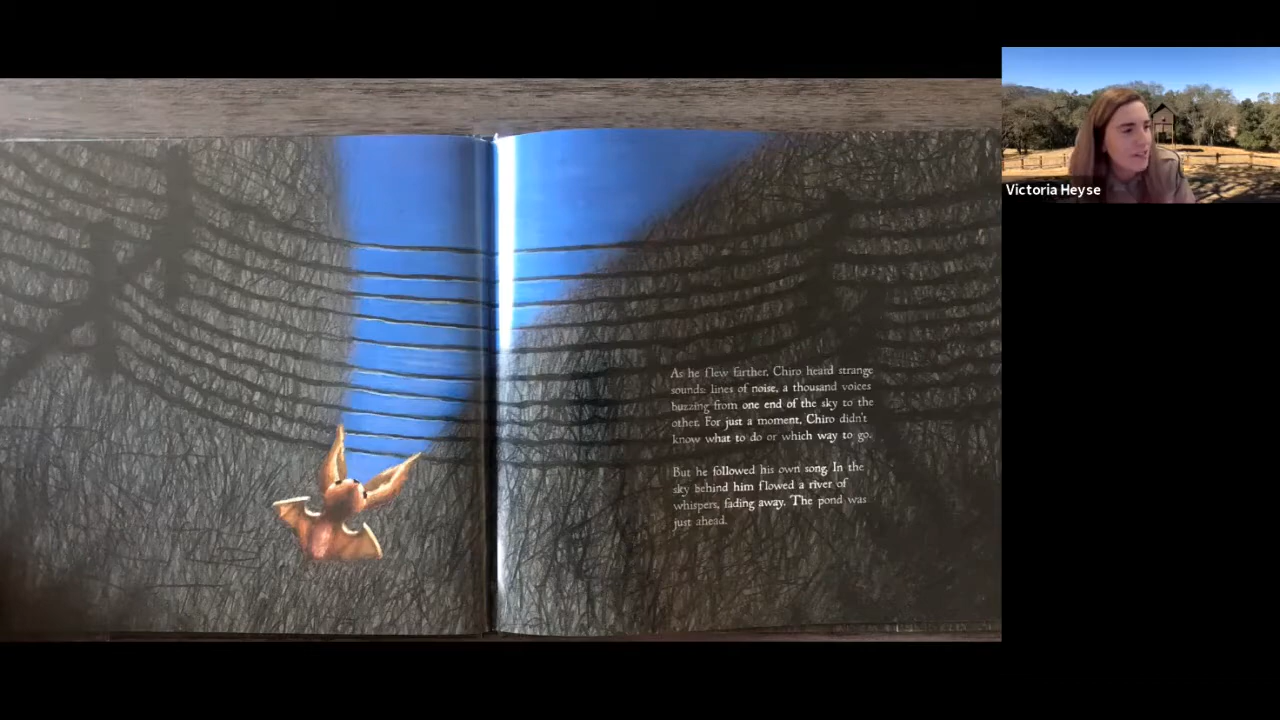 Victoria Heyse
As he flew farther, Chiro heard strange
sounds: lines of noise, a thousand voices
buzzing from one end of the sky to the
other. For just a moment, Chiro didn't
know what to do or which way to go.
But he followed his own song. In the
sky behind him flowed a river of
whispers, fading away. The pond was
just ahead.